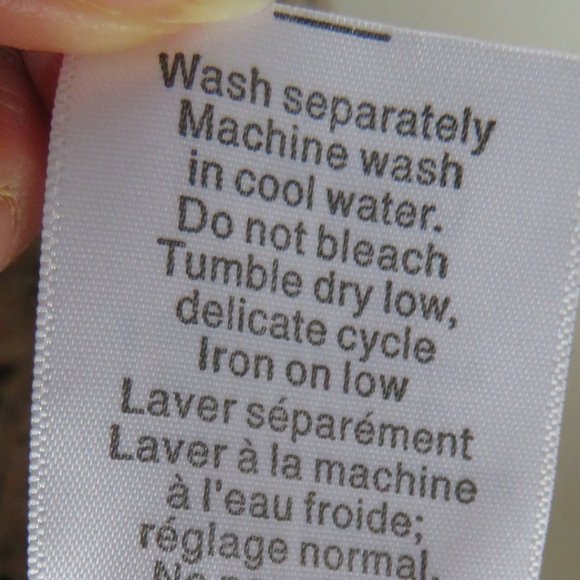 Wash separately
Machine wash
in cool water.
Do not bleach
Tumble dry low,
delicate cycle
Iron on low
Laver séparément
Laver à la machine
à l'eau froide;
réglage normal.